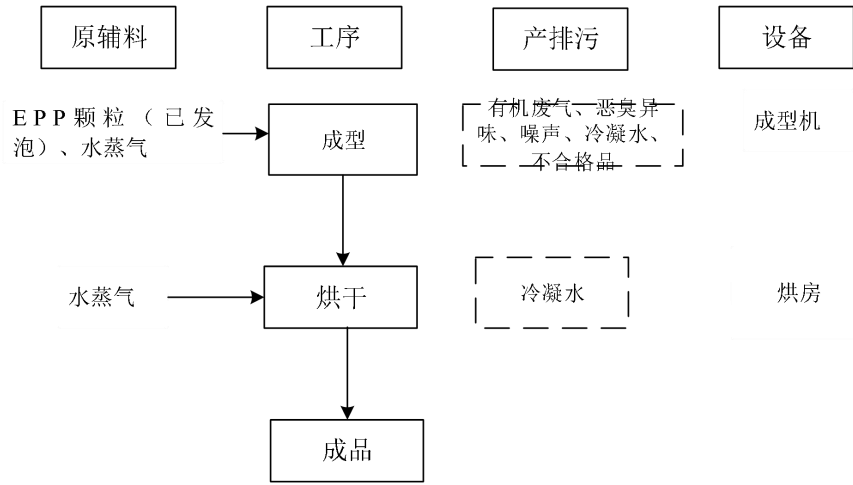 原辅料
工序
产排污
设备
EPP颗粒（已发
泡）、水蒸气
成型
有机废气、恶臭异
味、噪声、冷凝水、
不合格品
成型机
水蒸气
烘干
冷凝水
烘房
成品